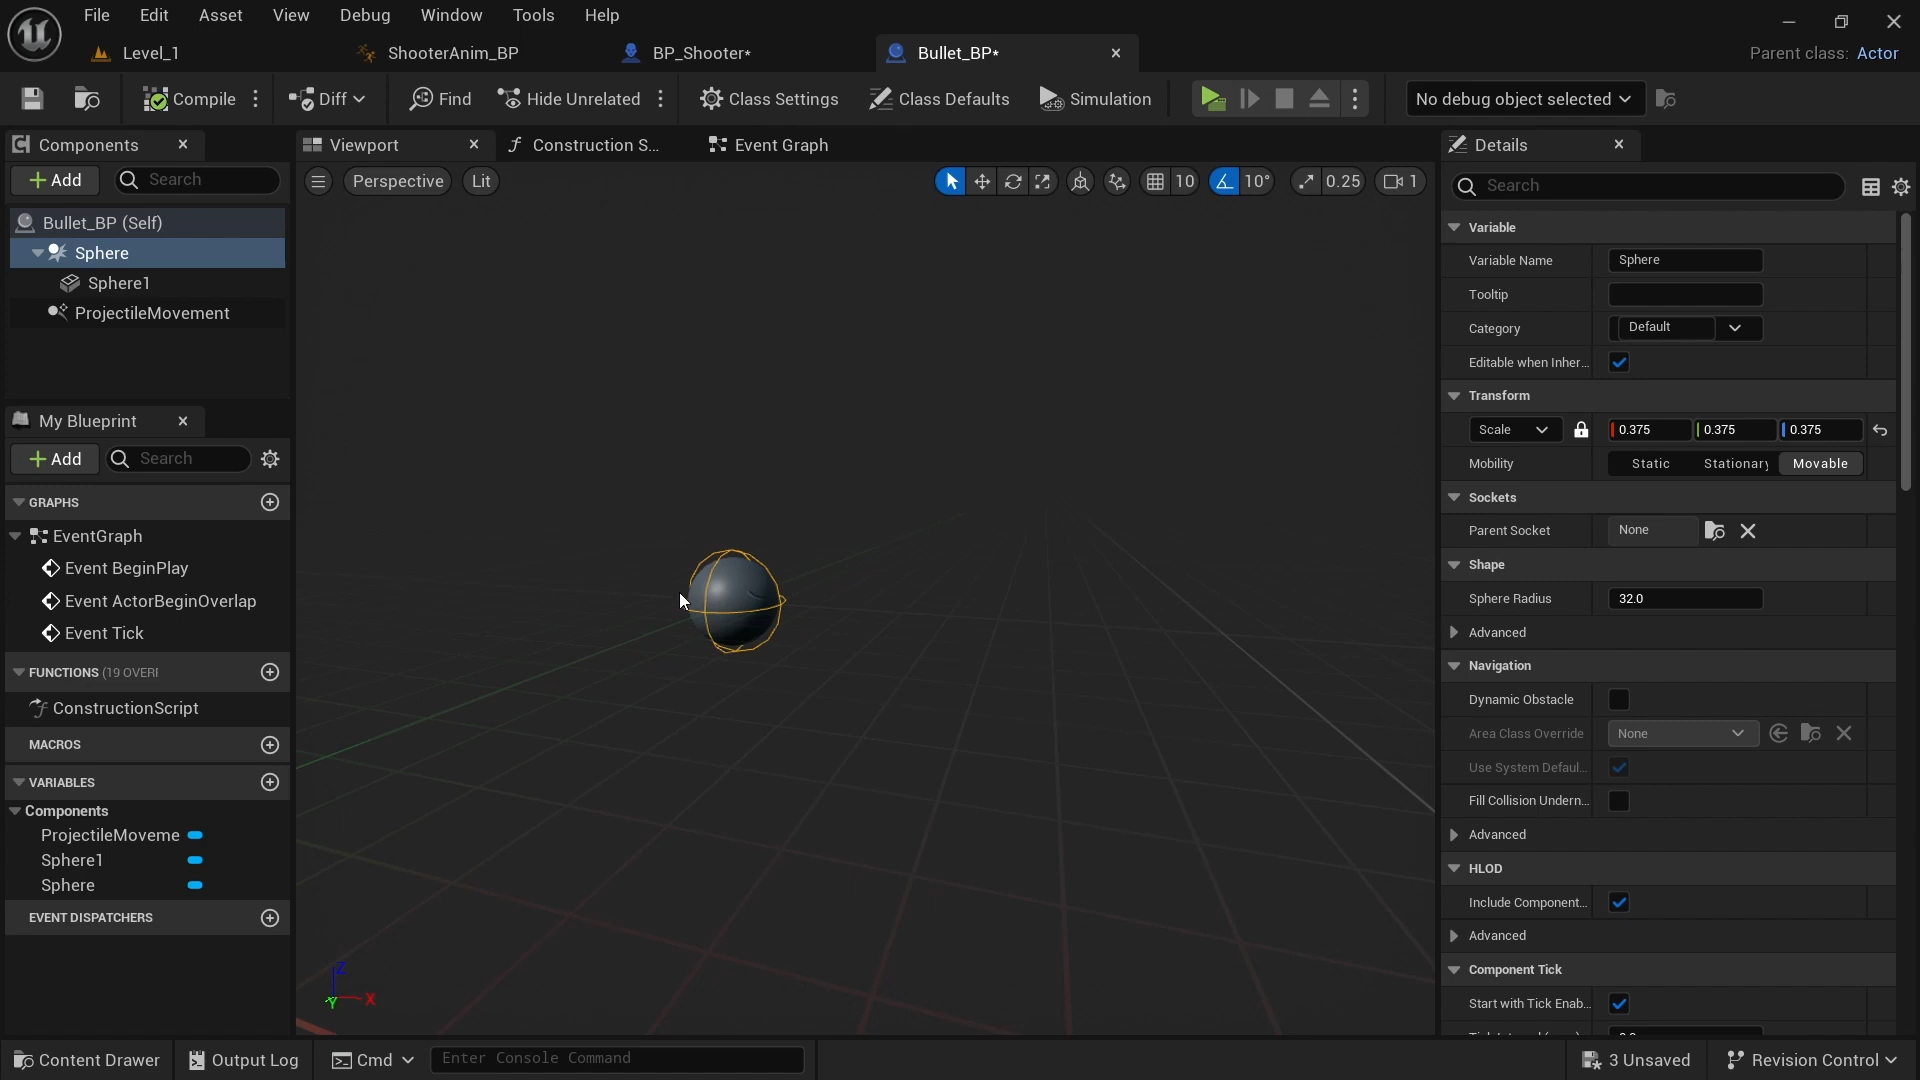 File Edit Asset View Debug Window Tools Help
Level_1 ShooterAnim_BP BP_Shooter* Bullet_BP* Parent class: Actor
Compile Diff Find Hide Unrelated Class Settings Class Defaults Simulation No debug object selected
Components Viewport Construction S... Event Graph Details
Add Search Perspective Lit 10 10° 0.25 1 Search
Bullet_BP (Self)
Sphere
Sphere1
ProjectileMovement
My Blueprint
Add Search
GRAPHS
EventGraph
Event BeginPlay
Event ActorBeginOverlap
Event Tick
FUNCTIONS (19 OVERI
ConstructionScript
MACROS
VARIABLES
Components
ProjectileMoveme
Sphere1
Sphere
EVENT DISPATCHERS
Z
Y X
Variable
Variable Name Sphere
Tooltip
Category Default
Editable when Inher...
Transform
Scale 0.375 0.375 0.375
Mobility Static Stationary Movable
Sockets
Parent Socket None
Shape
Sphere Radius 32.0
Advanced
Navigation
Dynamic Obstacle
Area Class Override None
Use System Defaul...
Fill Collision Undern...
Advanced
HLOD
Include Component...
Advanced
Component Tick
Start with Tick Enab...
Content Drawer Output Log Cmd Enter Console Command 3 Unsaved Revision Control